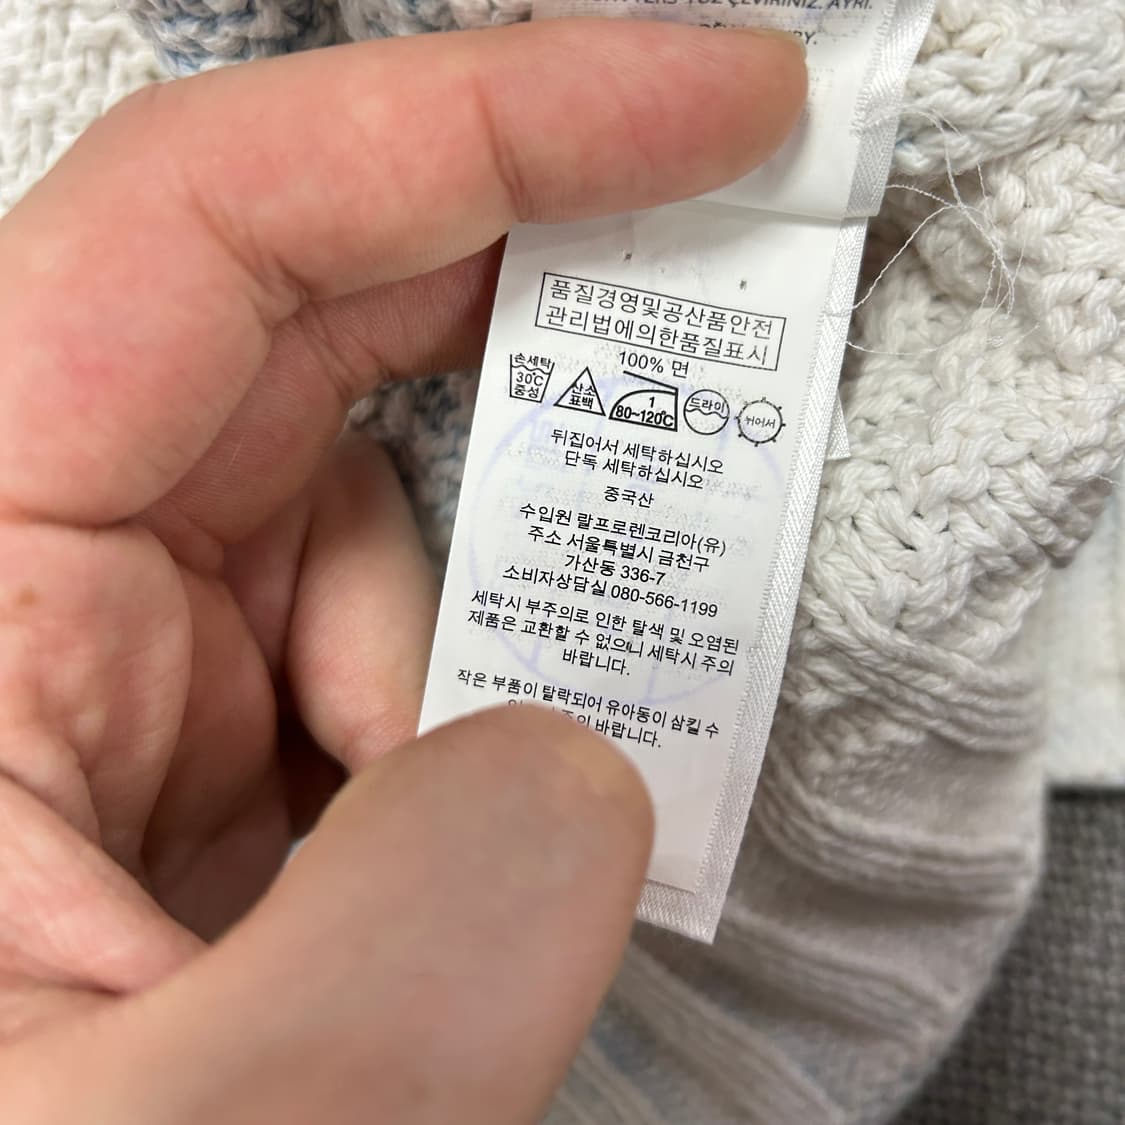 YÜZ ÇEVİRİNİZ. AYRI.
품질경영및공산품안전
관리법에의한품질표시
100% 면
손세탁
30℃
중성
산소
표백
1
80~120℃
드라이
뉘어서
뒤집어서 세탁하십시오
단독 세탁하십시오
중국산
수입원 랄프로렌코리아(유)
주소 서울특별시 금천구
가산동 336-7
소비자상담실 080-566-1199
세탁시 부주의로 인한 탈색 및 오염된
제품은 교환할 수 없으니 세탁시 주의
바랍니다.
작은 부품이 탈락되어 유아동이 삼킬 수
바랍니다.